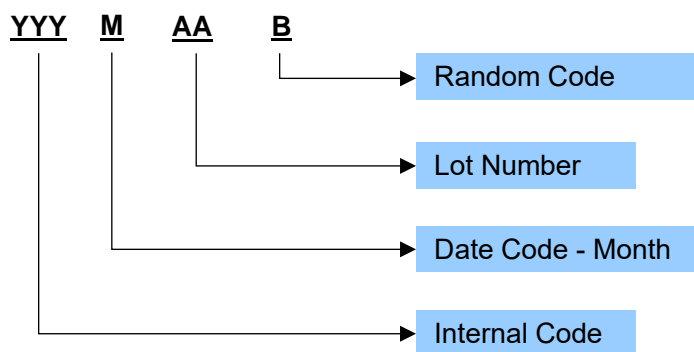 YYY M AA B
Random Code
Lot Number
Date Code - Month
Internal Code